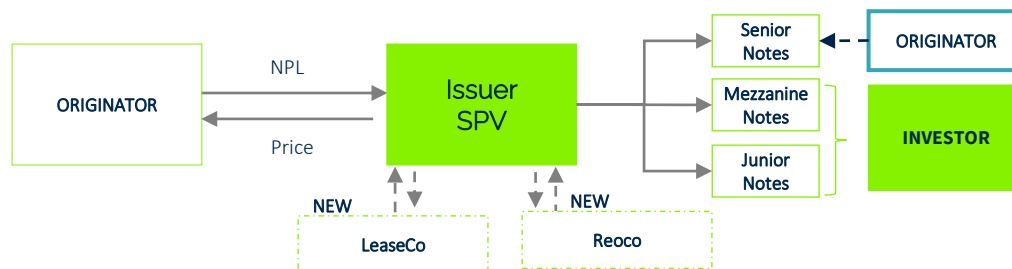 ORIGINATOR
NPL
Price
Issuer
SPV
Senior
Notes
Mezzanine
Notes
Junior
Notes
ORIGINATOR
INVESTOR
NEW
LeaseCo
NEW
Reoco